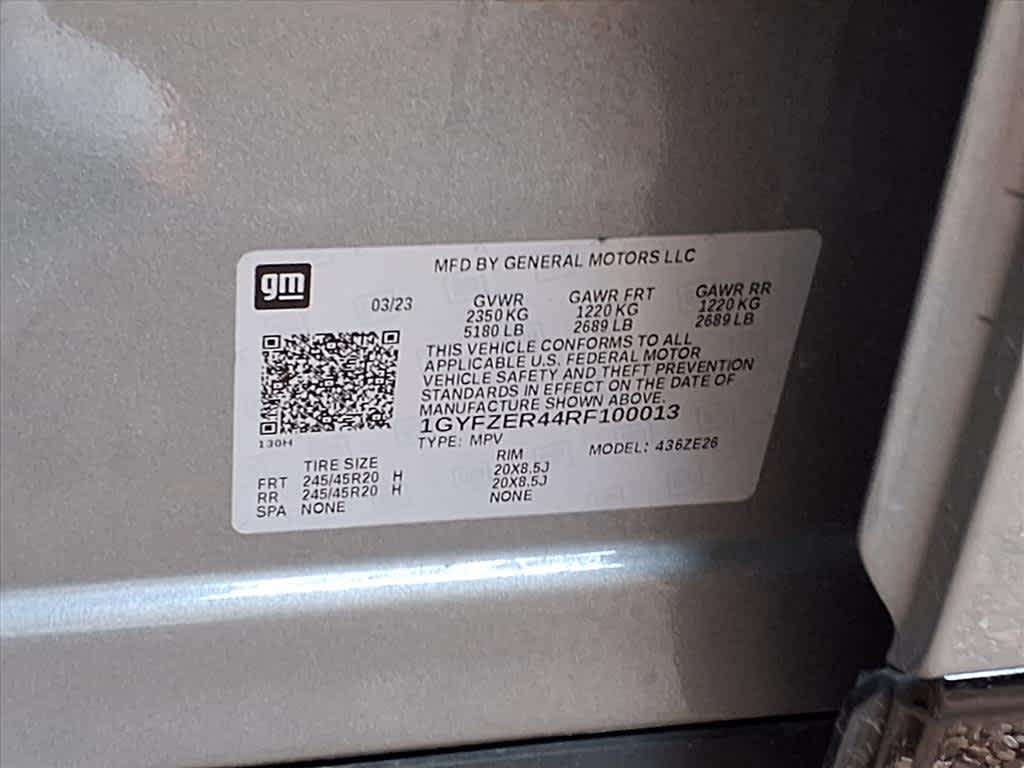 gm
MFD BY GENERAL MOTORS LLC
03/23
GVWR GAWR FRT GAWR RR
2350 KG 1220 KG 1220 KG
5180 LB 2689 LB 2689 LB
THIS VEHICLE CONFORMS TO ALL
APPLICABLE U.S. FEDERAL MOTOR
VEHICLE SAFETY AND THEFT PREVENTION
STANDARDS IN EFFECT ON THE DATE OF
MANUFACTURE SHOWN ABOVE.
1GYFZER44RF100013
130H
TYPE: MPV MODEL: 436ZE26
TIRE SIZE RIM
FRT 245/45R20 H 20X8.5J
RR 245/45R20 H 20X8.5J
SPA NONE NONE